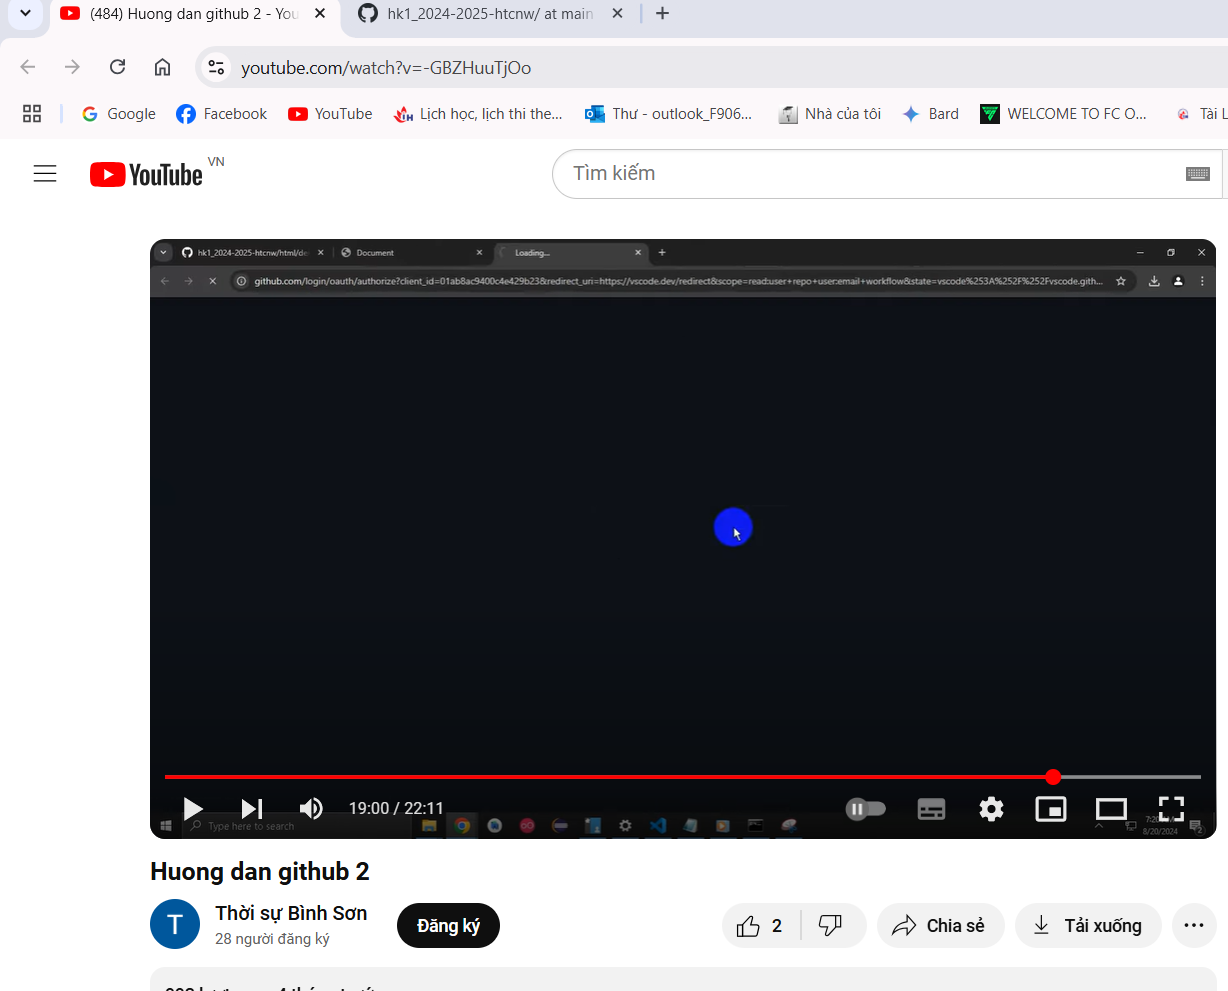 (484) Huong dan github 2 - You
hk1_2024-2025-htcnw/ at main
youtube.com/watch?v=-GBZHuuTjOo
Google
Facebook
YouTube
Lịch học, lịch thi the...
Thư - outlook_F906...
Nhà của tôi
Bard
WELCOME TO FC O...
Tài L
YouTube VN
Tìm kiếm
hk1_2024-2025-htcnw/html/de
Document
Loading...
github.com/login/oauth/authorize?client_id=01ab8ac9400c4e429b23&redirect_uri=https://vscode.dev/redirect&scope=read:user+repo+user:email+workflow&state=vscode%253A%252F%252Fvscode.gith...
19:00 / 22:11
Type here to search
8/20/2024
Huong dan github 2
T
Thời sự Bình Sơn
28 người đăng ký
Đăng ký
2
Chia sẻ
Tải xuống